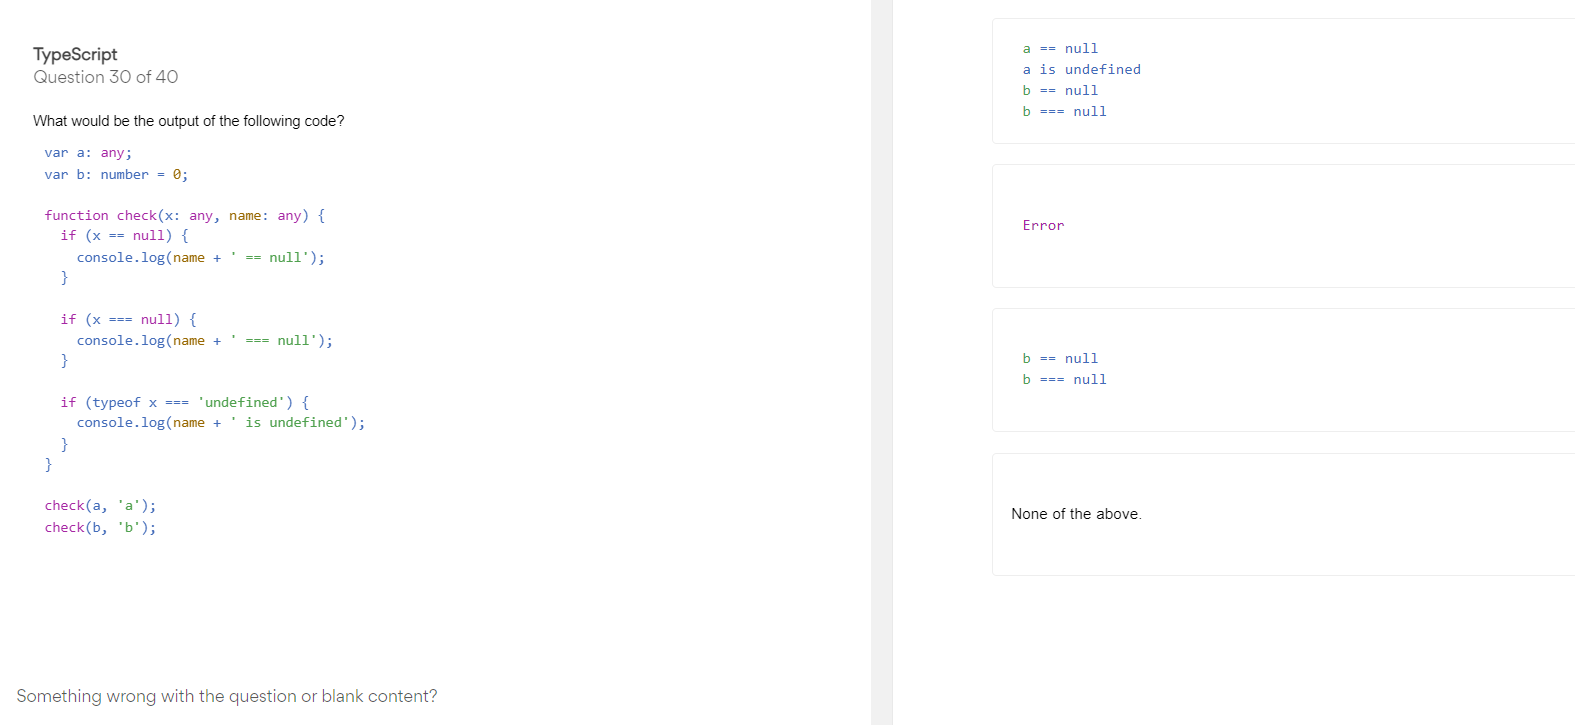 TypeScript
Question 30 of 40
What would be the output of the following code?
var a: any;
var b: number = 0;
function check(x: any, name: any) {
if (x == null) {
console.log(name + ' == null');
}
if (x === null) {
console.log(name + ' === null');
}
if (typeof x === 'undefined') {
console.log(name + ' is undefined');
}
}
check(a, 'a');
check(b, 'b');
Something wrong with the question or blank content?
a == null
a is undefined
b == null
b === null
Error
b == null
b === null
None of the above.